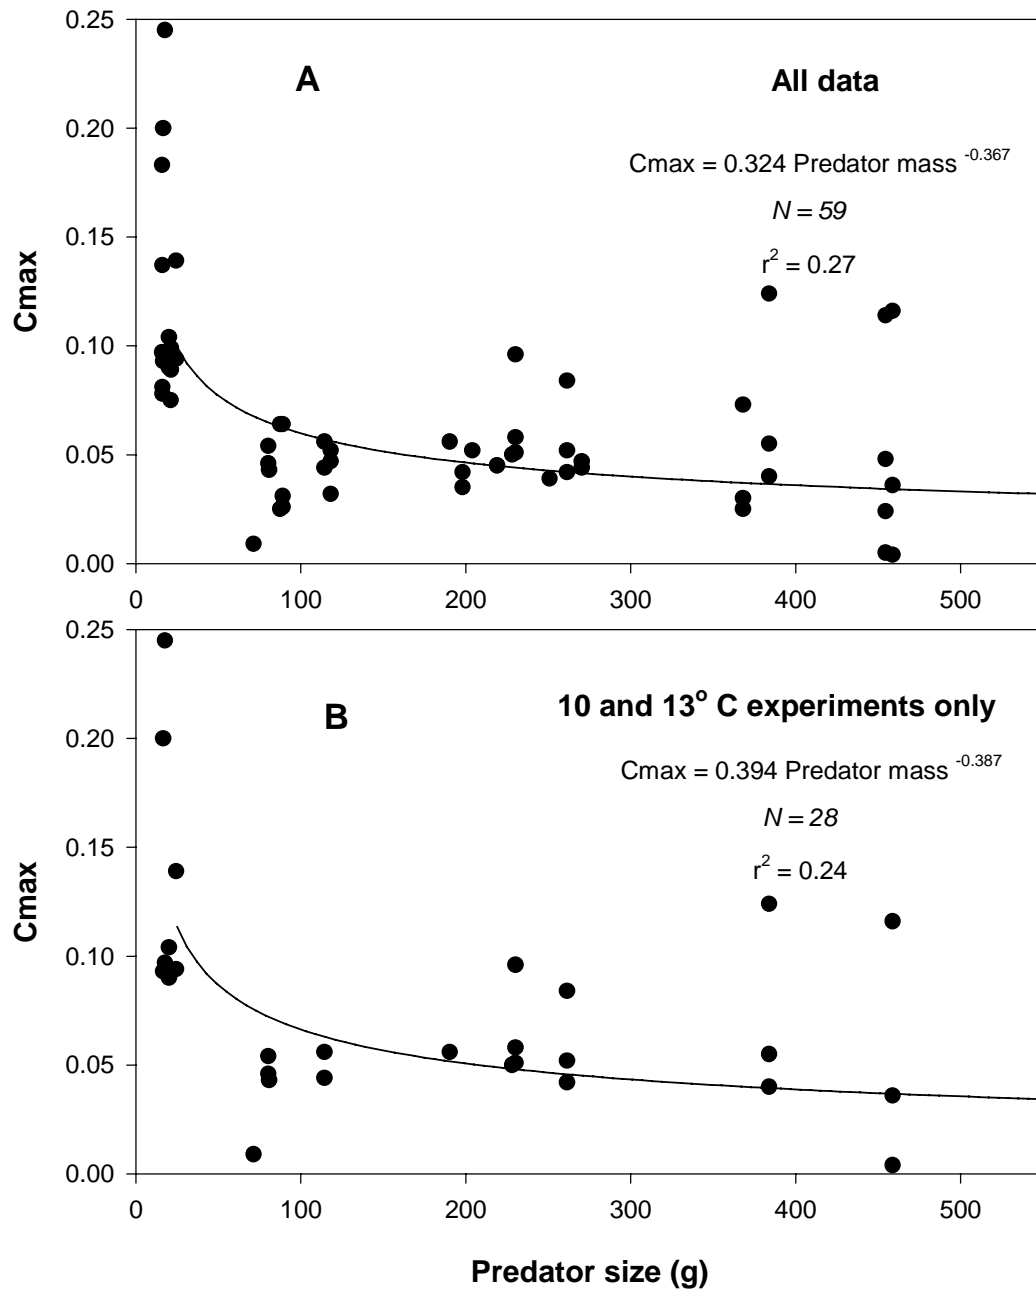 0.25
A
All data
0.20
Cmax = 0.324 Predator mass -0.367
0.15
N = 59
r2 = 0.27
Cmax
0.10
0.05
0.00
0 100 200 300 400 500
0.25
B
10 and 13o C experiments only
0.20
Cmax = 0.394 Predator mass -0.387
N = 28
0.15
r2 = 0.24
Cmax
0.10
0.05
0.00
0 100 200 300 400 500
Predator size (g)